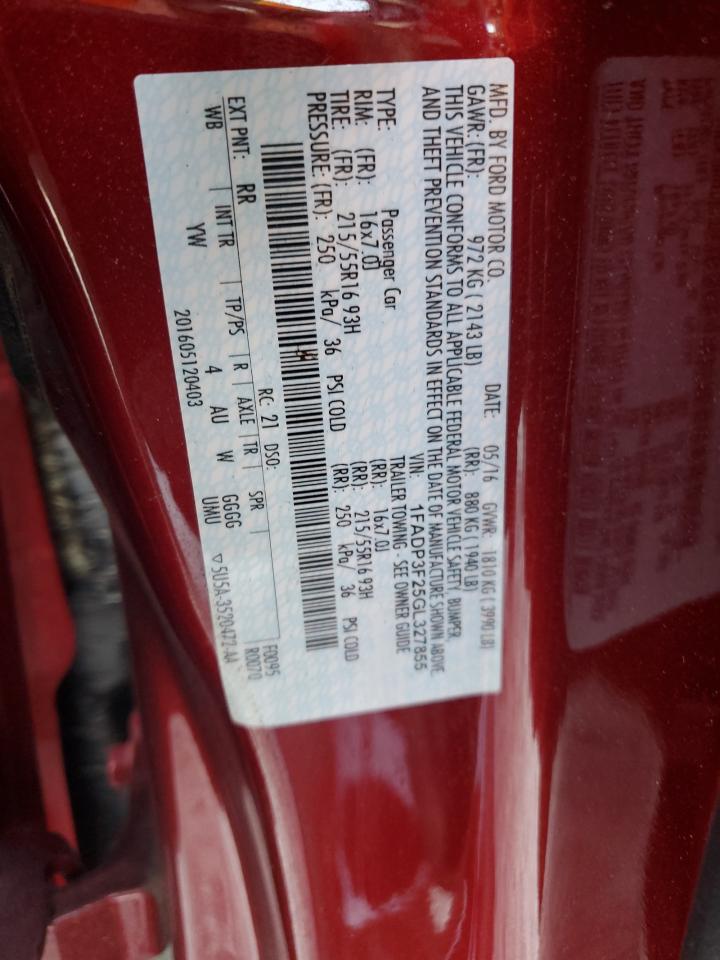 MFD. BY FORD MOTOR CO.
DATE: 05/16 GVWR: 1810 KG ( 3990 LB)
GAWR: (FR): 972 KG ( 2143 LB) (RR): 880 KG ( 1940 LB)
THIS VEHICLE CONFORMS TO ALL APPLICABLE FEDERAL MOTOR VEHICLE SAFETY, BUMPER,
AND THEFT PREVENTION STANDARDS IN EFFECT ON THE DATE OF MANUFACTURE SHOWN ABOVE
VIN: 1FADP3F25GL327855
TYPE: Passenger Car TRAILER TOWING - SEE OWNER GUIDE
RIM: (FR): 16x7.0J (RR): 16x7.0J
TIRE: (FR): 215/55R16 93H (RR): 215/55R16 93H
PRESSURE: (FR): 250 kPa/ 36 PSI COLD (RR): 250 kPa/ 36 PSI COLD
F0095
R0070
EXT PNT: RR RC: 21 DSO:
WB | INT TR | TP/PS | R | AXLE | TR | SPR |
YW 4 AU W GGGG
UMU
201605120403 ▽5U5A-3520472-AA